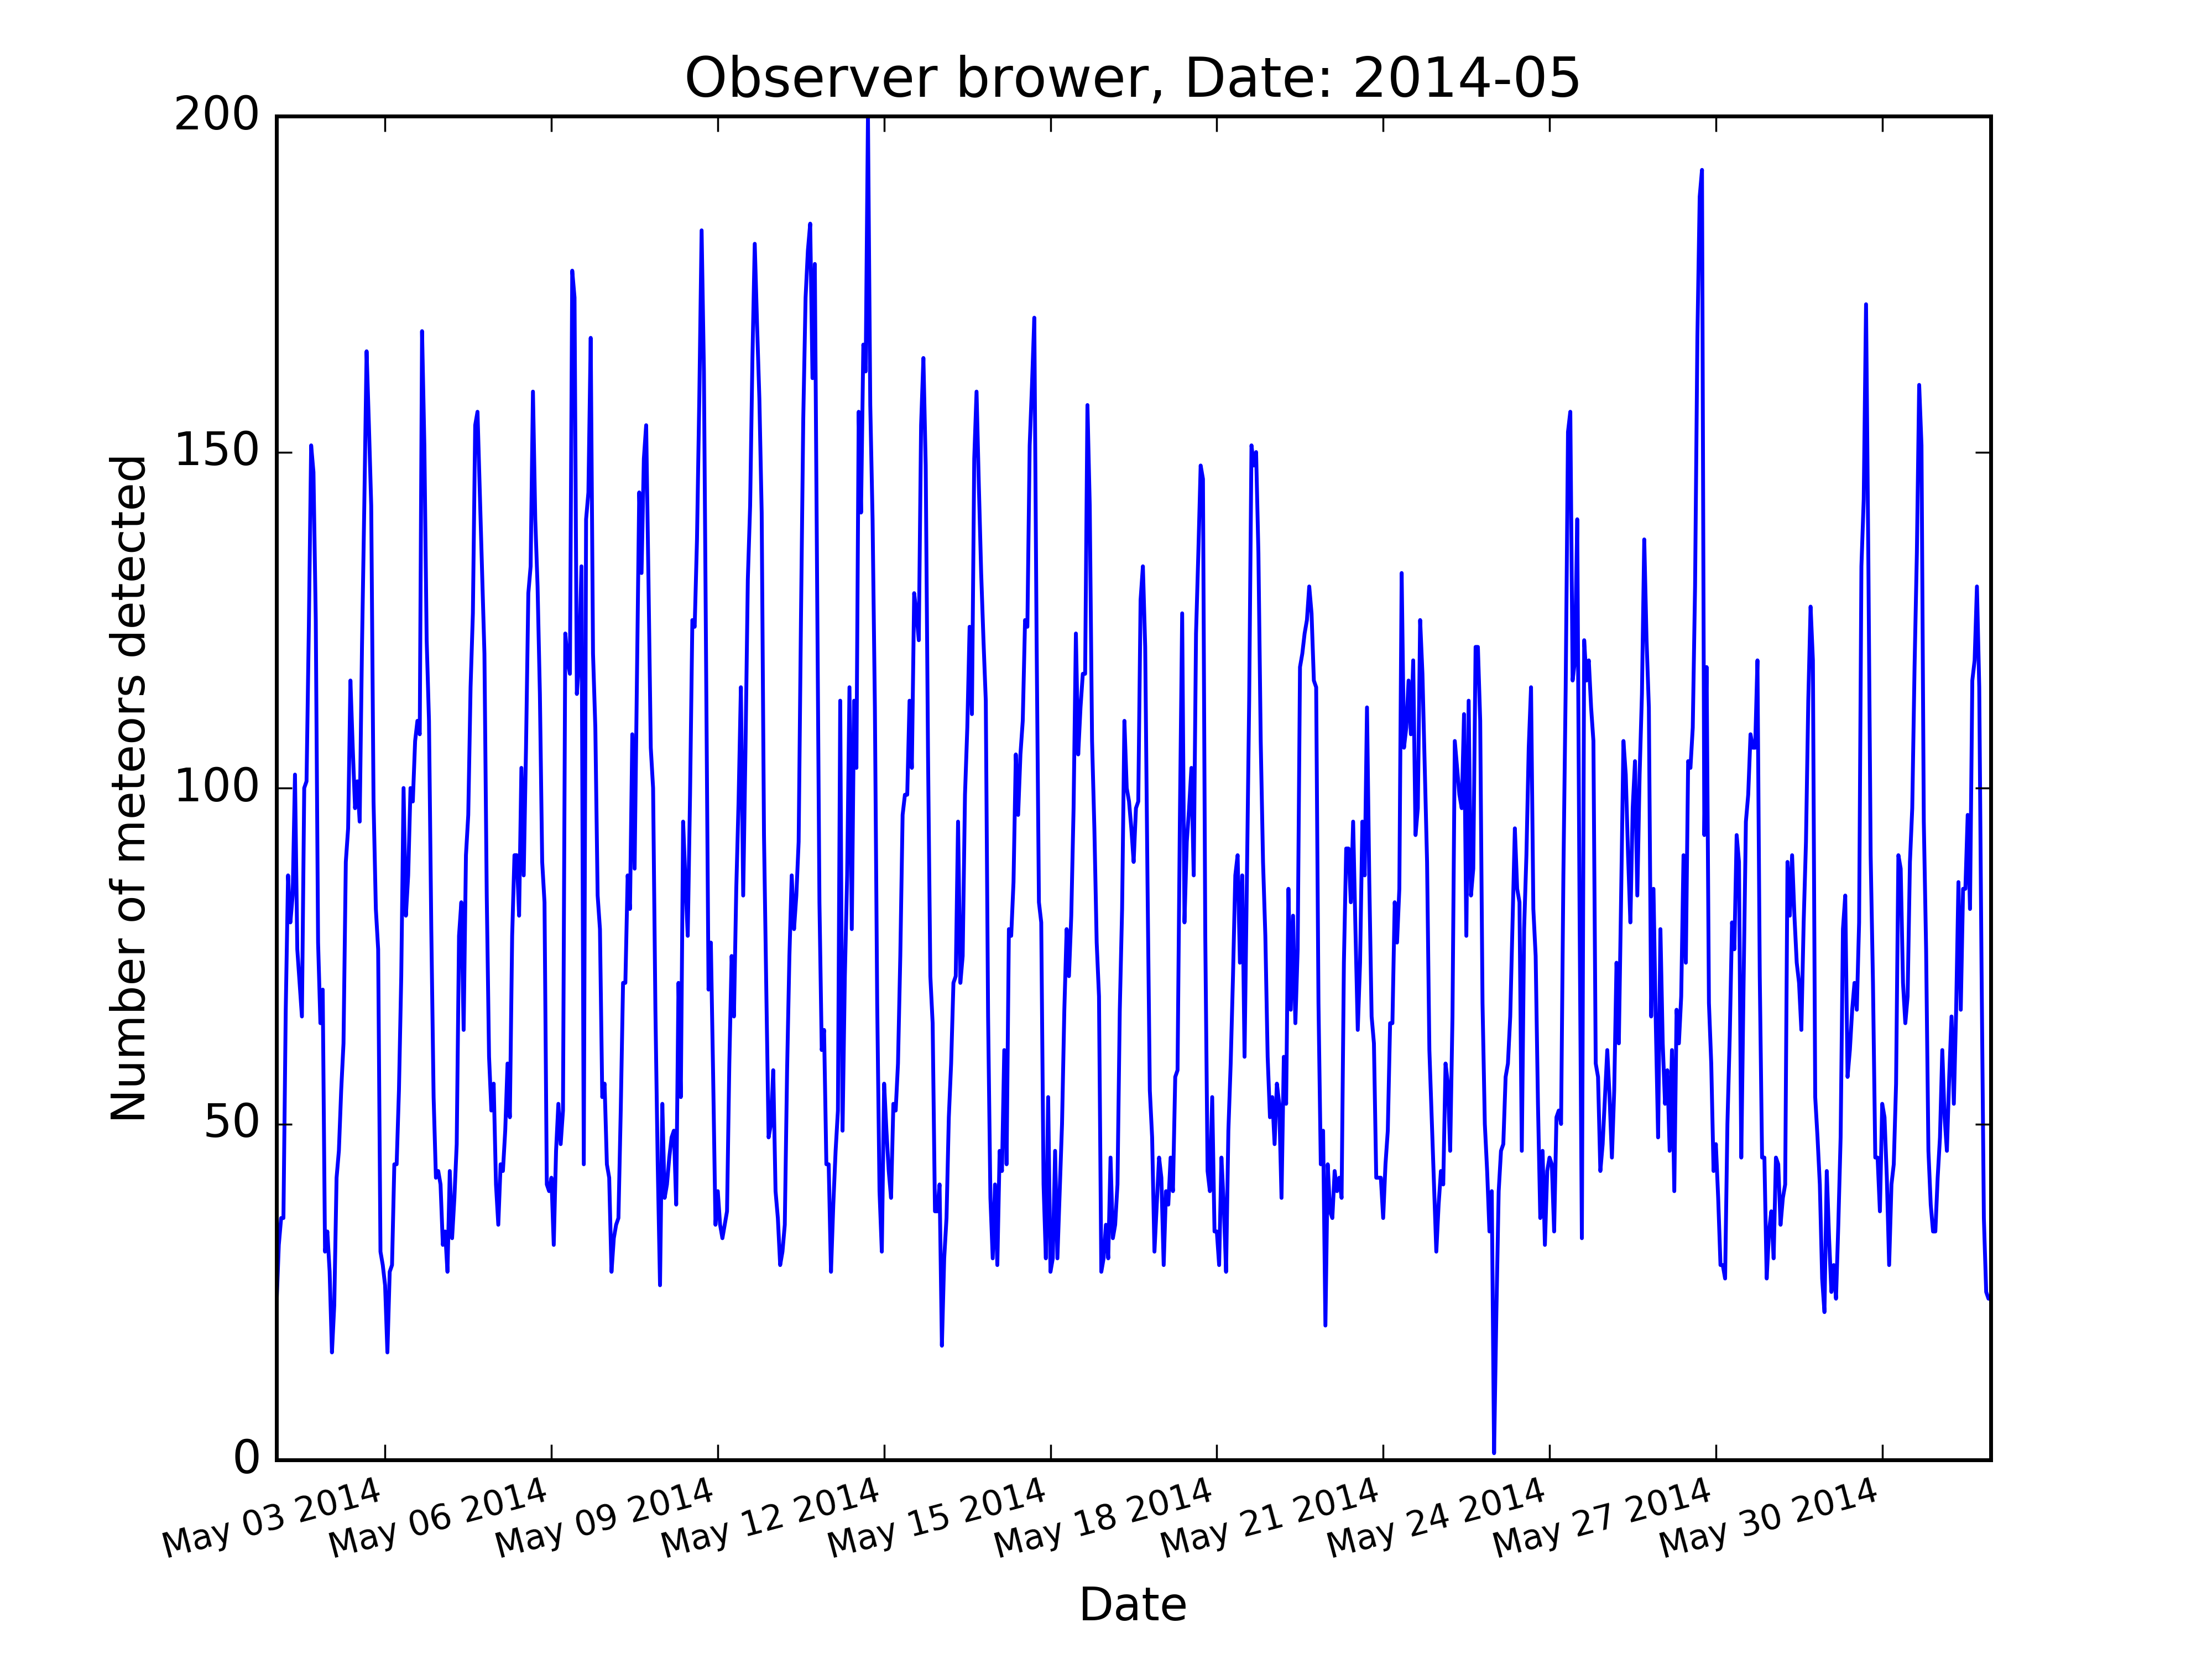 Observer brower, Date: 2014-05
200
150
100
50
0
Number of meteors detected
May 03 2014
May 06 2014
May 09 2014
May 12 2014
May 15 2014
May 18 2014
May 21 2014
May 24 2014
May 27 2014
May 30 2014
Date